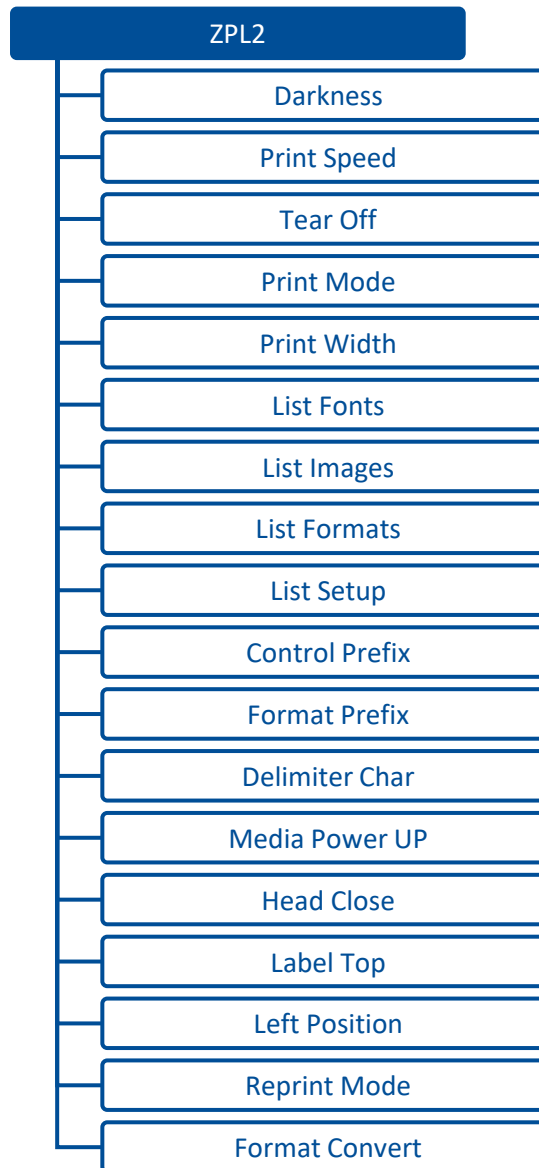 ZPL2
Darkness
Print Speed
Tear Off
Print Mode
Print Width
List Fonts
List Images
List Formats
List Setup
Control Prefix
Format Prefix
Delimiter Char
Media Power UP
Head Close
Label Top
Left Position
Reprint Mode
Format Convert